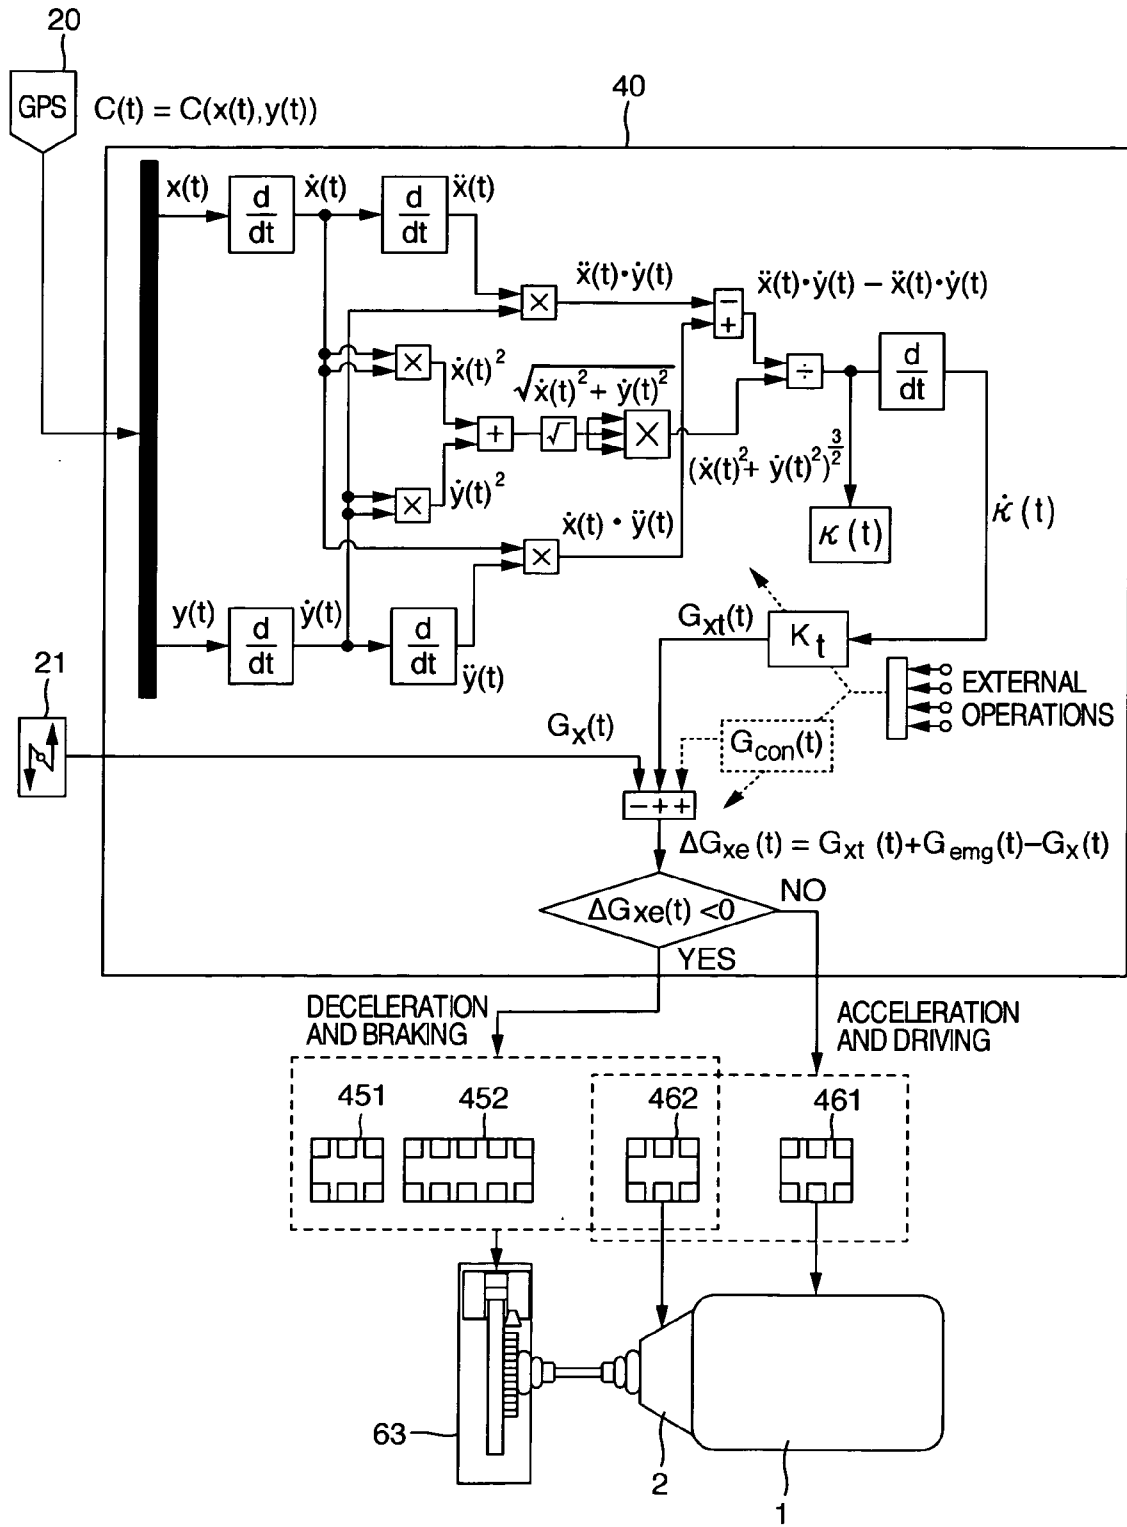 20
GPS
C(t) = C(x(t),y(t))
40
x(t)
d/dt
ẋ(t)
d/dt
ẍ(t)
×
ẍ(t)·ẏ(t)
−
+
ẍ(t)·ẏ(t) − ẍ(t)·ẏ(t)
×
ẋ(t)²
√ẋ(t)² + ẏ(t)²
÷
d/dt
+
√
×
×
ẏ(t)²
(ẋ(t)² + ẏ(t)²)^3/2
κ̇(t)
ẋ(t) · ÿ(t)
×
κ(t)
y(t)
d/dt
ẏ(t)
d/dt
ÿ(t)
Gxt(t)
Kt
21
EXTERNAL
OPERATIONS
Gx(t)
Gcon(t)
− + +
ΔGxe(t) = Gxt (t)+Gemg(t)−Gx(t)
ΔGxe(t) <0
NO
YES
DECELERATION
AND BRAKING
ACCELERATION
AND DRIVING
451
452
462
461
63
2
1